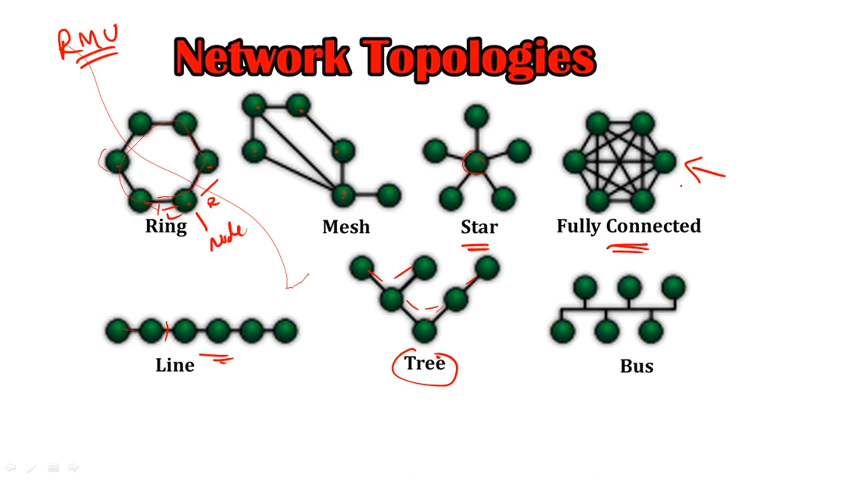 RMU
Network Topologies
Ring
Mesh
Star
Fully Connected
R
Node
Line
Tree
Bus